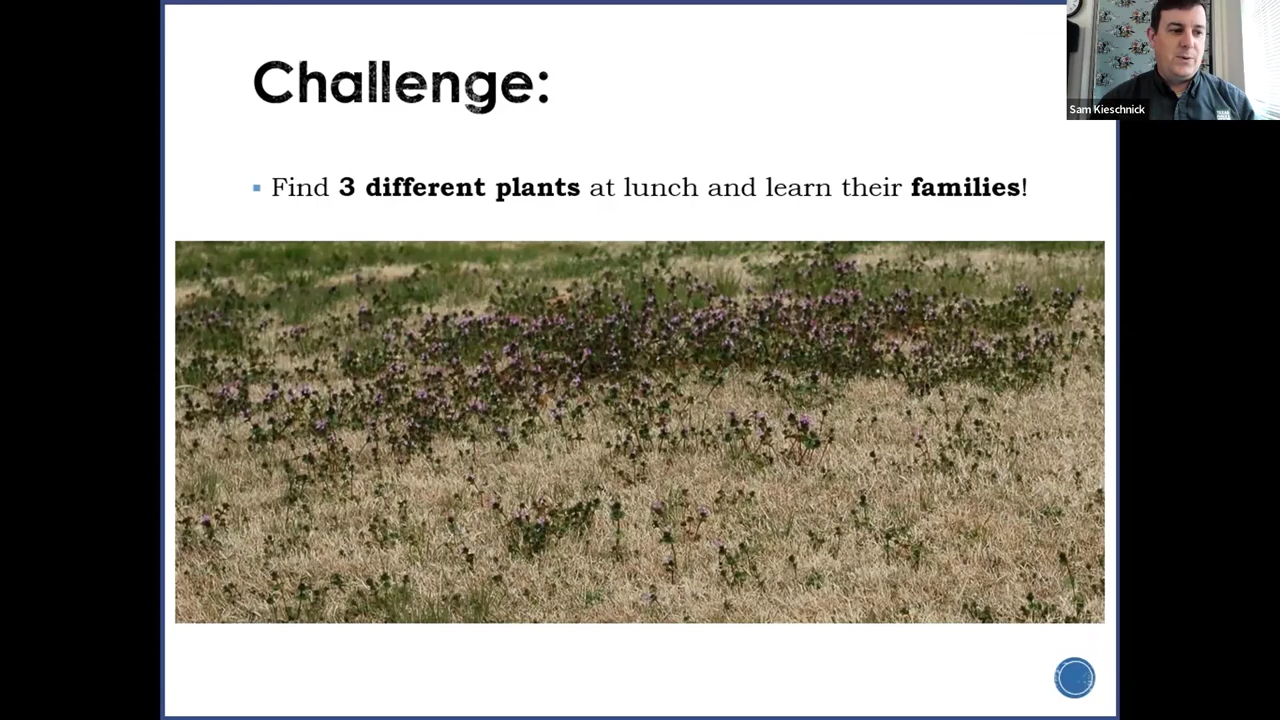 Challenge:
Sam Kieschnick
Find 3 different plants at lunch and learn their families!